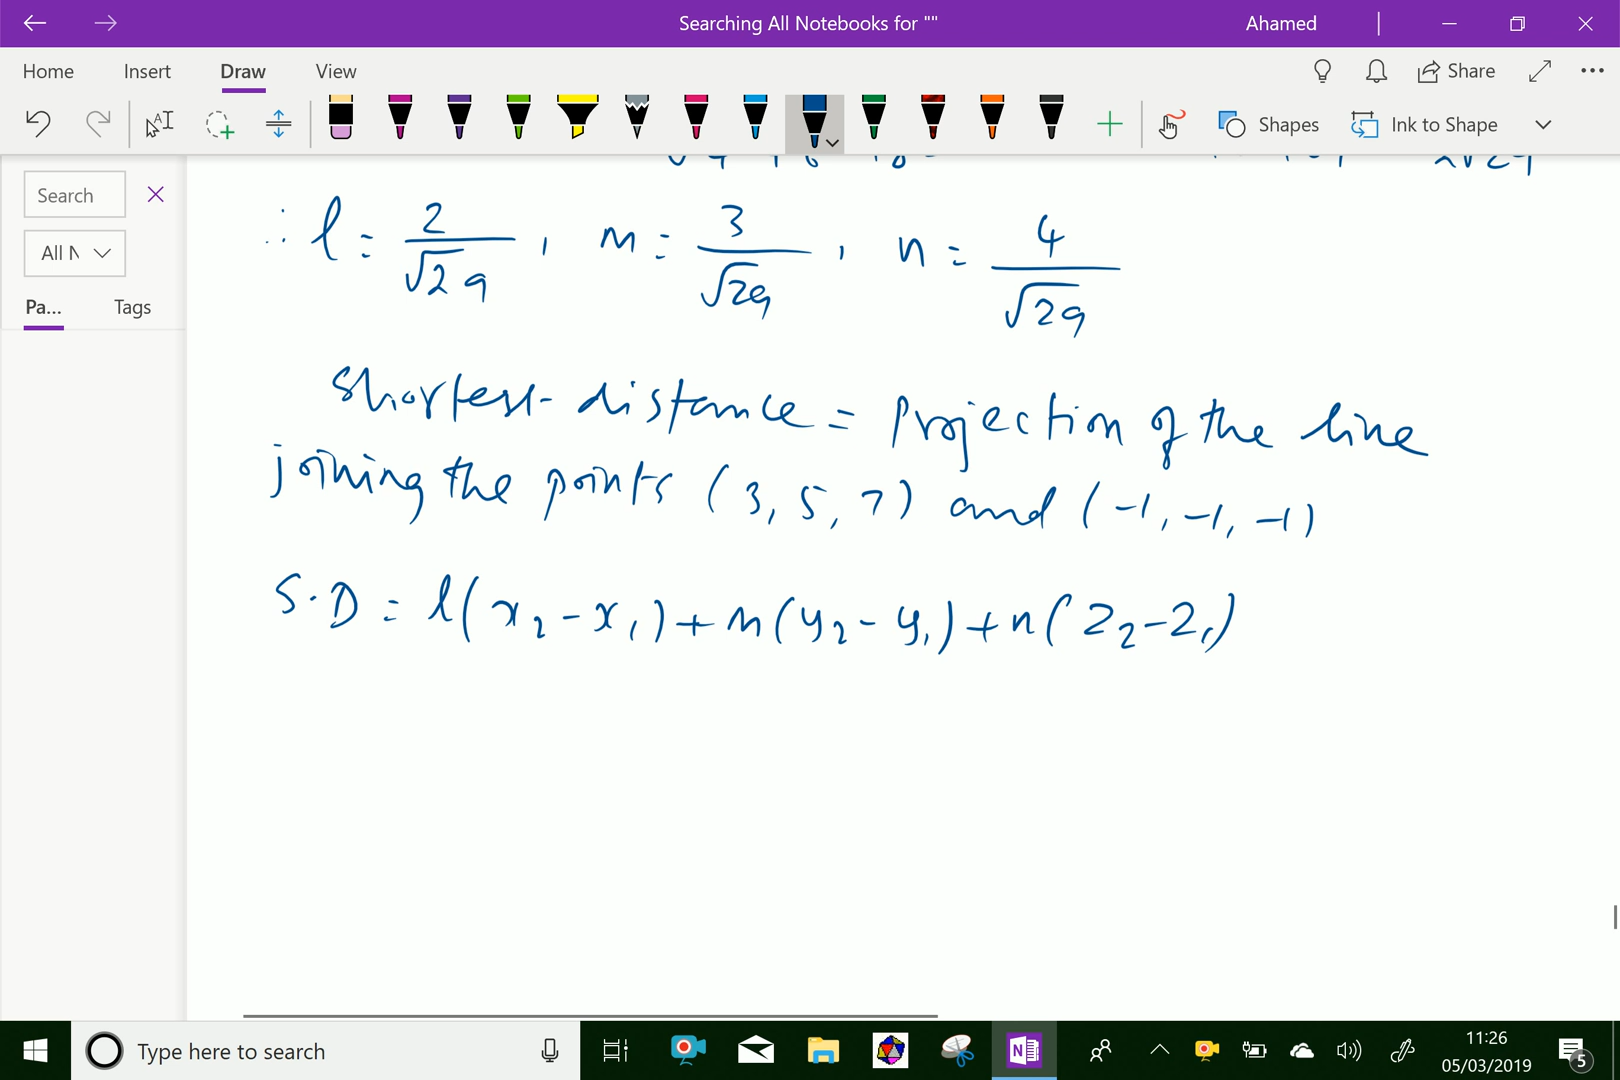 Searching All Notebooks for ""
Ahamed
Home Insert Draw View
Share
Shapes Ink to Shape
Search
All N
Pa... Tags
∴ l = 2/√29 , m = 3/√29 , n = 4/√29
Shortest distance = Projection of the line
joining the points (3, 5, 7) and (-1, -1, -1)
S.D = l(x₂-x₁)+m(y₂-y₁)+n(z₂-z₁)
Type here to search
11:26
05/03/2019
5